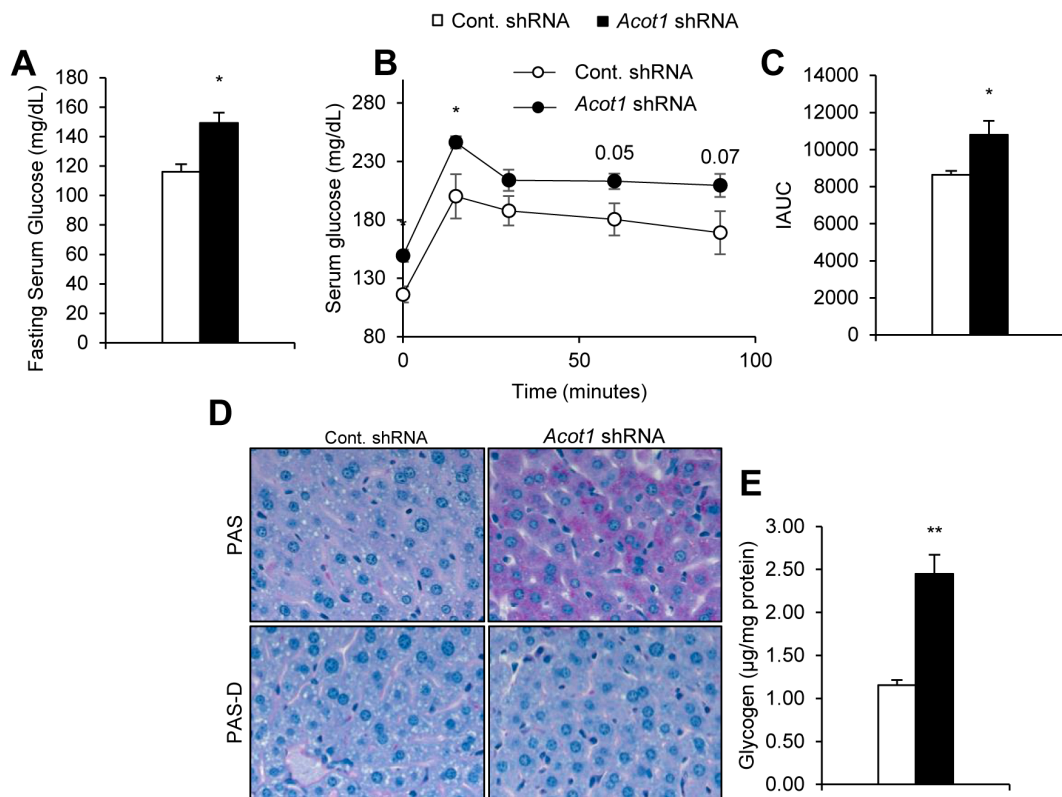 Cont. shRNA Acot1 shRNA
A
Fasting Serum Glucose (mg/dL)
180
160
140
120
100
80
60
40
20
0
*
B
Cont. shRNA
Acot1 shRNA
Serum glucose (mg/dL)
280
230
180
130
80
*
*
0.05
0.07
0
50
100
Time (minutes)
C
IAUC
14000
12000
10000
8000
6000
4000
2000
0
*
D
Cont. shRNA
Acot1 shRNA
PAS
PAS-D
E
Glycogen (µg/mg protein)
3.00
2.50
2.00
1.50
1.00
0.50
0.00
**